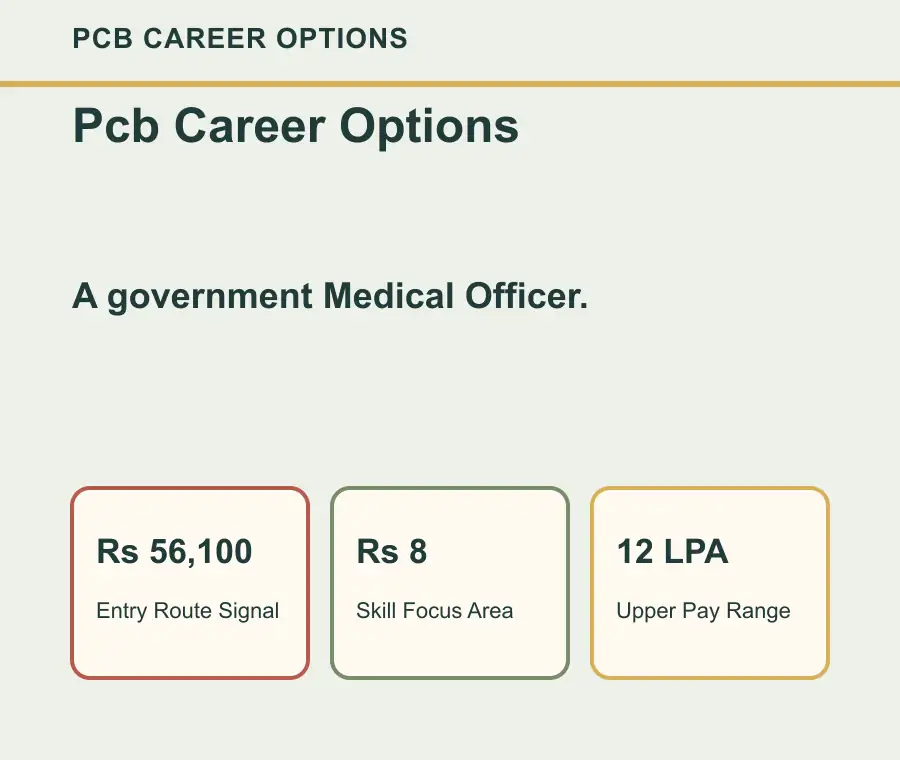 PCB CAREER OPTIONS
Pcb Career Options
A government Medical Officer.
Rs 56,100
Entry Route Signal
Rs 8
Skill Focus Area
12 LPA
Upper Pay Range